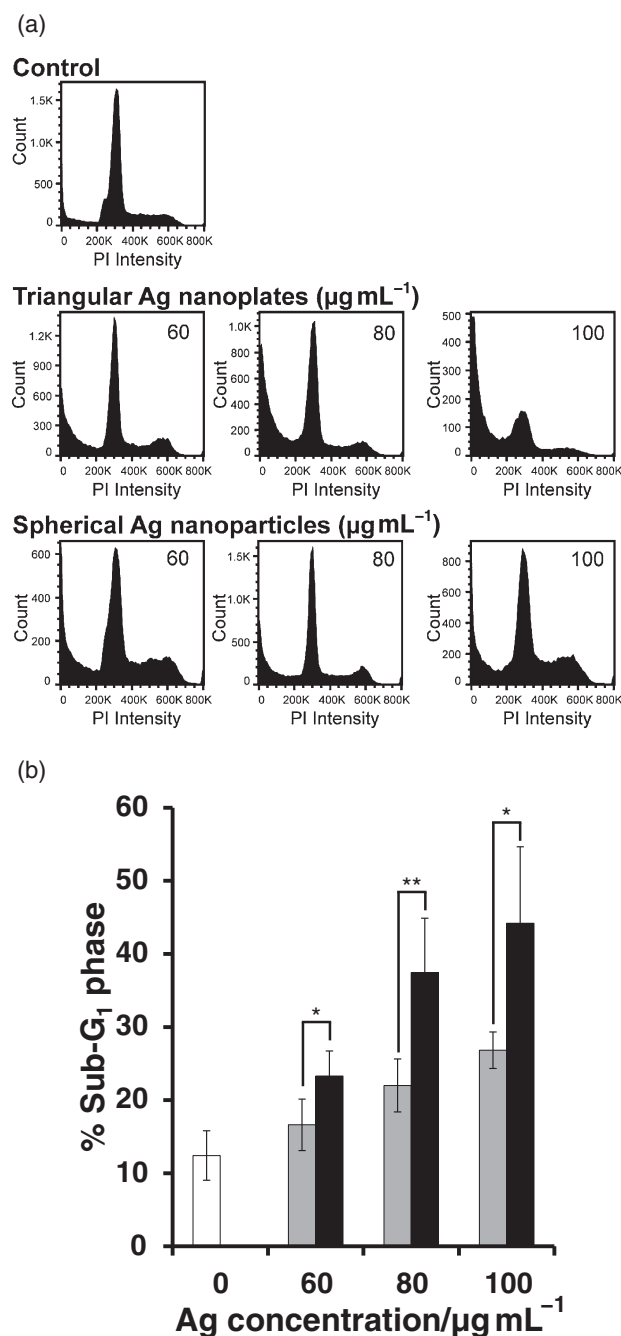 (a)
Control
1.5K
1.0K
500
0
Count
0 200K 400K 600K 800K
PI Intensity
Triangular Ag nanoplates (µg mL⁻¹)
60
1.2K
900
600
300
0
Count
0 200K 400K 600K 800K
PI Intensity
80
1.0K
800
600
400
200
0
Count
0 200K 400K 600K 800K
PI Intensity
100
500
400
300
200
100
0
Count
0 200K 400K 600K 800K
PI Intensity
Spherical Ag nanoparticles (µg mL⁻¹)
60
600
400
200
0
Count
0 200K 400K 600K 800K
PI Intensity
80
1.5K
1.0K
500
0
Count
0 200K 400K 600K 800K
PI Intensity
100
800
600
400
200
0
Count
0 200K 400K 600K 800K
PI Intensity
(b)
60
50
40
30
20
10
0
% Sub-G₁ phase
*
**
*
0 60 80 100
Ag concentration/µg mL⁻¹